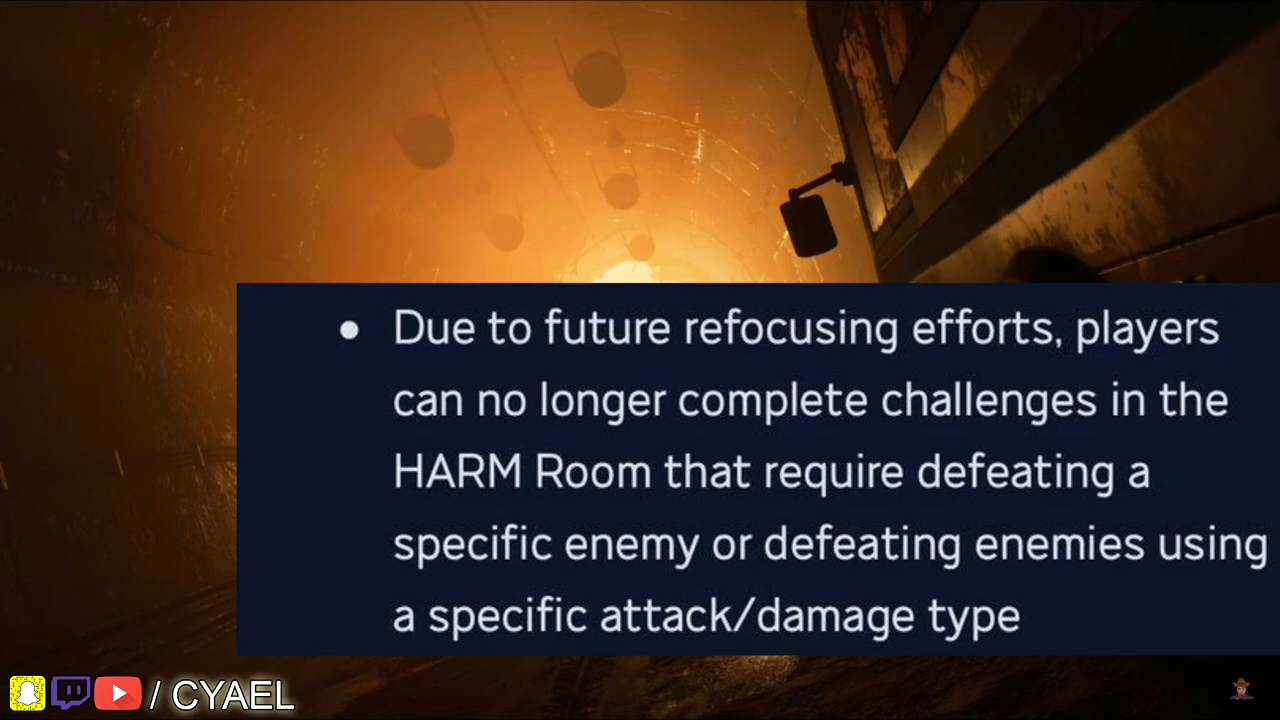 • Due to future refocusing efforts, players
can no longer complete challenges in the
HARM Room that require defeating a
specific enemy or defeating enemies using
a specific attack/damage type
/ CYAEL